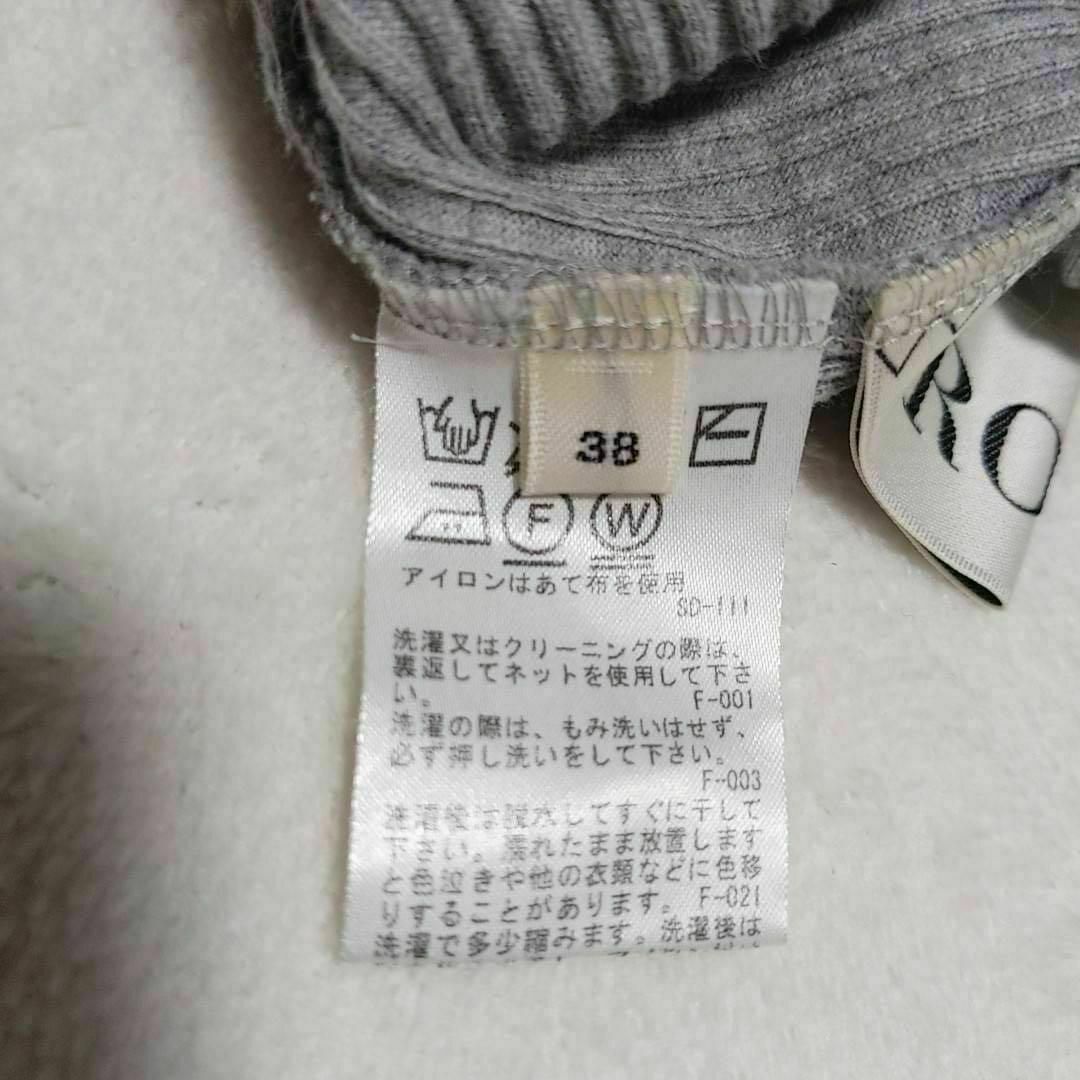 38
RO
F
W
アイロンはあて布を使用
SD-111
洗濯又はクリーニングの際は、
裏返してネットを使用して下さ
い。
F-001
洗濯の際は、もみ洗いはせず、
必ず押し洗いをして下さい。
F-003
洗濯後は脱水してすぐに干して
下さい。濡れたまま放置します
と色泣きや他の衣類などに色移
りすることがあります。 F-021
洗濯で多少縮みます。洗濯後は